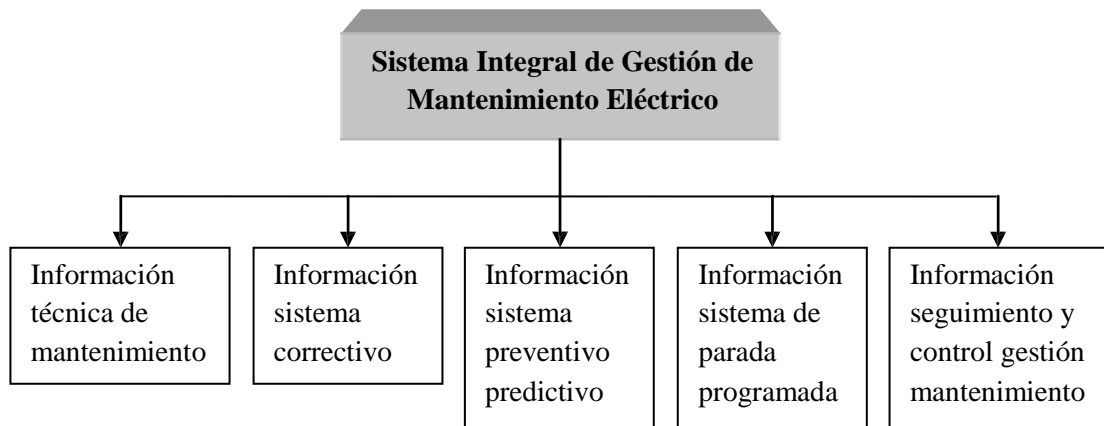 Sistema Integral de Gestión de
Mantenimiento Eléctrico
Información
técnica de
mantenimiento
Información
sistema
correctivo
Información
sistema
preventivo
predictivo
Información
sistema de
parada
programada
Información
seguimiento y
control gestión
mantenimiento